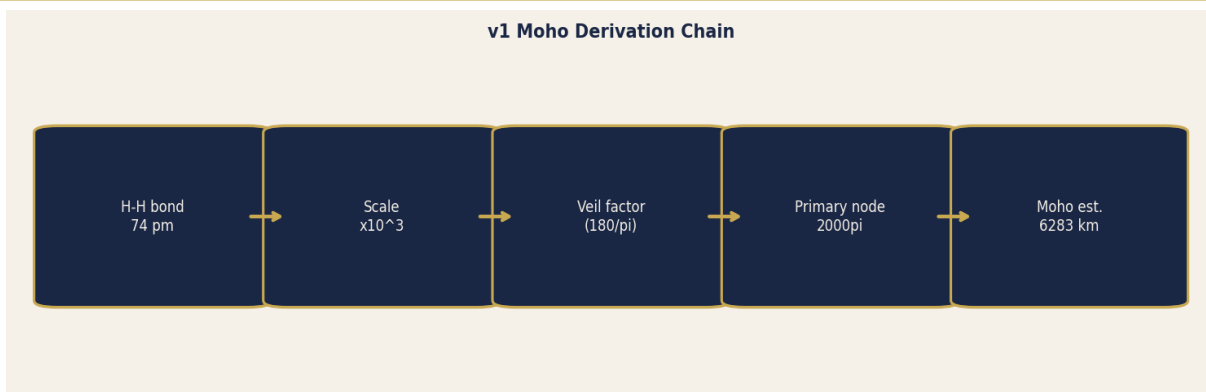 v1 Moho Derivation Chain
H-H bond
74 pm
Scale
x10^3
Veil factor
(180/pi)
Primary node
2000pi
Moho est.
6283 km